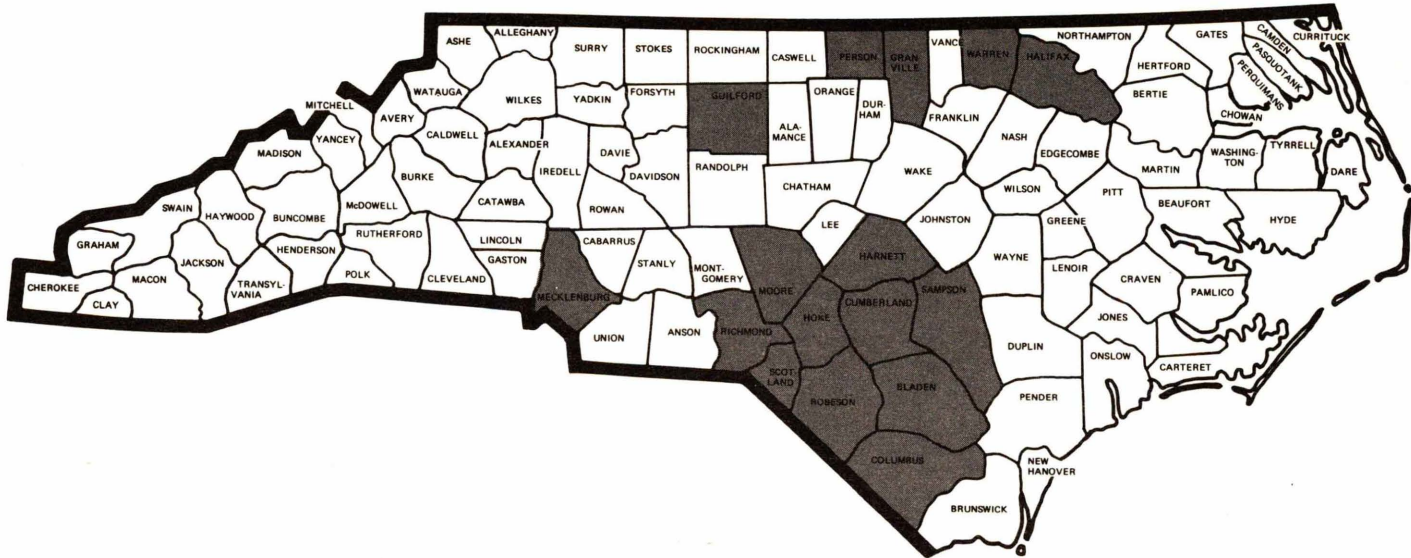 ASHE
ALLEGHANY
SURRY
STOKES
ROCKINGHAM
CASWELL
PERSON
GRAN
VILLE
VANCE
WARREN
HALIFAX
NORTHAMPTON
GATES
CAMDEN
CURRITUCK
PASQUOTANK
PERQUIMANS
HERTFORD
BERTIE
CHOWAN
MITCHELL
WATAUGA
AVERY
WILKES
YADKIN
FORSYTH
GUILFORD
ALA-
MANCE
ORANGE
DUR-
HAM
FRANKLIN
NASH
EDGECOMBE
MARTIN
WASHING-
TON
TYRRELL
DARE
YANCEY
MADISON
CALDWELL
ALEXANDER
IREDELL
DAVIE
DAVIDSON
RANDOLPH
CHATHAM
WAKE
WILSON
PITT
BEAUFORT
HYDE
SWAIN
HAYWOOD
BUNCOMBE
McDOWELL
BURKE
CATAWBA
ROWAN
LEE
JOHNSTON
GREENE
GRAHAM
JACKSON
HENDERSON
RUTHERFORD
LINCOLN
CABARRUS
STANLY
MONT-
GOMERY
MOORE
HARNETT
WAYNE
LENOIR
CRAVEN
PAMLICO
CHEROKEE
MACON
CLAY
TRANSYL-
VANIA
POLK
CLEVELAND
GASTON
MECKLENBURG
UNION
ANSON
RICHMOND
HOKE
CUMBERLAND
SAMPSON
DUPLIN
JONES
ONSLOW
CARTERET
SCOT-
LAND
ROBESON
BLADEN
PENDER
COLUMBUS
NEW
HANOVER
BRUNSWICK